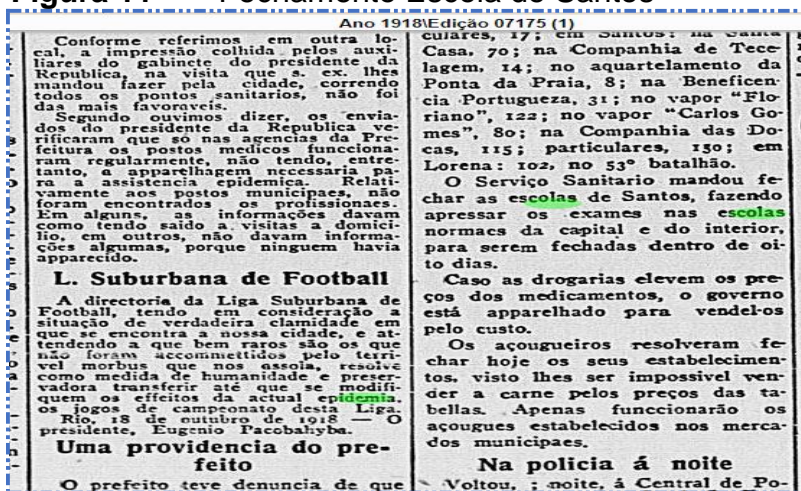 Ano 1918\Edição 07175 (1)
Conforme referimos em outra lo-
cal, a impressão colhida pelos auxi-
liares do gabinete do presidente da
Republica, na visita que s. ex. lhes
mandou fazer pela cidade, correndo
todos os pontos sanitarios, não foi
das mais favoraveis.
Segundo ouvimos dizer, os envia-
dos do presidente da Republica ve-
rificaram que só nas agencias da Pre-
feitura os postos medicos funcciona-
ram regularmente, não tendo, entre-
tanto, a apparelhagem necessaria pa-
ra a assistencia epidemica. Relati-
vamente aos postos municipaes, não
foram encontrados os profissionaes.
Em alguns, as informações davam
como tendo saido a visitas a domici-
lio, em outros, não davam informa-
ções algumas, porque ninguem havia
apparecido.
L. Suburbana de Football
A directoria da Liga Suburbana de
Football, tendo em consideração a
situação de verdadeira clamidade em
que se encontra a nossa cidade, e at-
tendendo a que bem raros são os que
não foram accommettidos pelo terri-
vel morbus que nos assola, resolve
como medida de humanidade e preser-
vadora transferir até que se modifi-
quem os effeitos da actual epidemia,
os jogos de campeonato desta Liga.
Rio, 18 de outubro de 1918 — O
presidente, Eugenio Pacobahyba.
Uma providencia do pre-
feito
O prefeito teve denuncia de que
culares, 17; em Santos: na Santa
Casa, 70; na Companhia de Tece-
lagem, 14; no aquartelamento da
Ponta da Praia, 8; na Beneficen-
cia Portugueza, 31; no vapor "Flo-
riano", 122; no vapor "Carlos Go-
mes", 80; na Companhia das Do-
cas, 115; particulares, 150; em
Lorena: 102, no 53º batalhão.
O Serviço Sanitario mandou fe-
char as escolas de Santos, fazendo
apressar os exames nas escolas
normaes da capital e do interior,
para serem fechadas dentro de oi-
to dias.
Caso as drogarias elevem os pre-
ços dos medicamentos, o governo
está apparelhado para vendel-os
pelo custo.
Os açougueiros resolveram fe-
char hoje os seus estabelecimen-
tos, visto lhes ser impossivel ven-
der a carne pelos preços das ta-
bellas. Apenas funccionarão os
açougues estabelecidos nos merca-
dos municipaes.
Na policia á noite
Voltou, ; noite, á Central de Po-